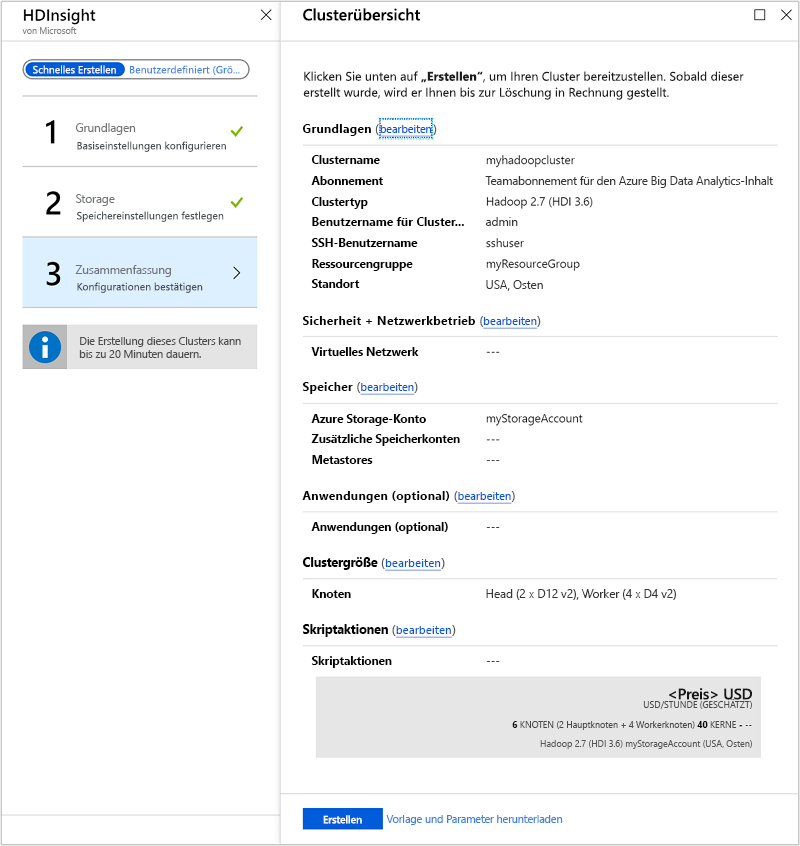 HDInsight
von Microsoft
Schnelles Erstellen Benutzerdefiniert (Grö...
1 Grundlagen
Basiseinstellungen konfigurieren
2 Storage
Speichereinstellungen festlegen
3 Zusammenfassung
Konfigurationen bestätigen
Die Erstellung dieses Clusters kann
bis zu 20 Minuten dauern.
Clusterübersicht
Klicken Sie unten auf „Erstellen“, um Ihren Cluster bereitzustellen. Sobald dieser
erstellt wurde, wird er Ihnen bis zur Löschung in Rechnung gestellt.
Grundlagen (bearbeiten)
Clustername myhadoopcluster
Abonnement Teamabonnement für den Azure Big Data Analytics-Inhalt
Clustertyp Hadoop 2.7 (HDI 3.6)
Benutzername für Cluster... admin
SSH-Benutzername sshuser
Ressourcengruppe myResourceGroup
Standort USA, Osten
Sicherheit + Netzwerkbetrieb (bearbeiten)
Virtuelles Netzwerk ---
Speicher (bearbeiten)
Azure Storage-Konto myStorageAccount
Zusätzliche Speicherkonten ---
Metastores ---
Anwendungen (optional) (bearbeiten)
Anwendungen (optional) ---
Clustergröße (bearbeiten)
Knoten Head (2 x D12 v2), Worker (4 x D4 v2)
Skriptaktionen (bearbeiten)
Skriptaktionen ---
<Preis> USD
USD/STUNDE (GESCHÄTZT)
6 KNOTEN (2 Hauptknoten + 4 Workerknoten) 40 KERNE - --
Hadoop 2.7 (HDI 3.6) myStorageAccount (USA, Osten)
Erstellen Vorlage und Parameter herunterladen